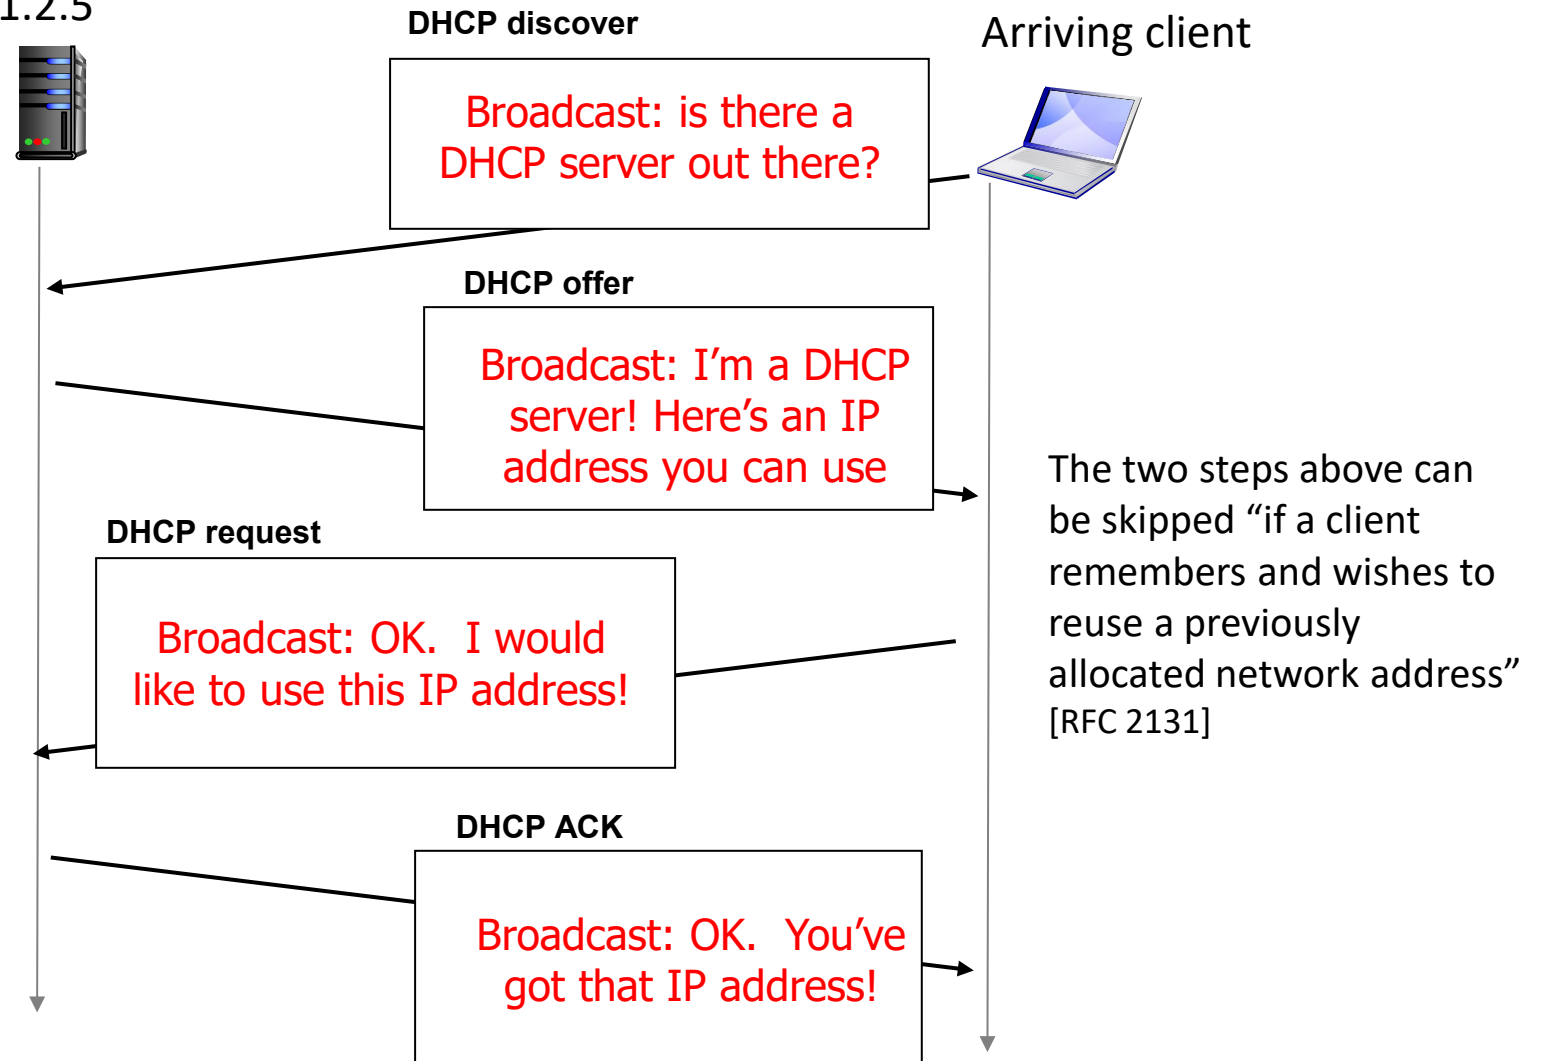 1.2.5
DHCP discover
Arriving client
Broadcast: is there a
DHCP server out there?
DHCP offer
Broadcast: I’m a DHCP
server! Here’s an IP
address you can use
The two steps above can
be skipped “if a client
remembers and wishes to
reuse a previously
allocated network address”
[RFC 2131]
DHCP request
Broadcast: OK.  I would
like to use this IP address!
DHCP ACK
Broadcast: OK.  You’ve
got that IP address!